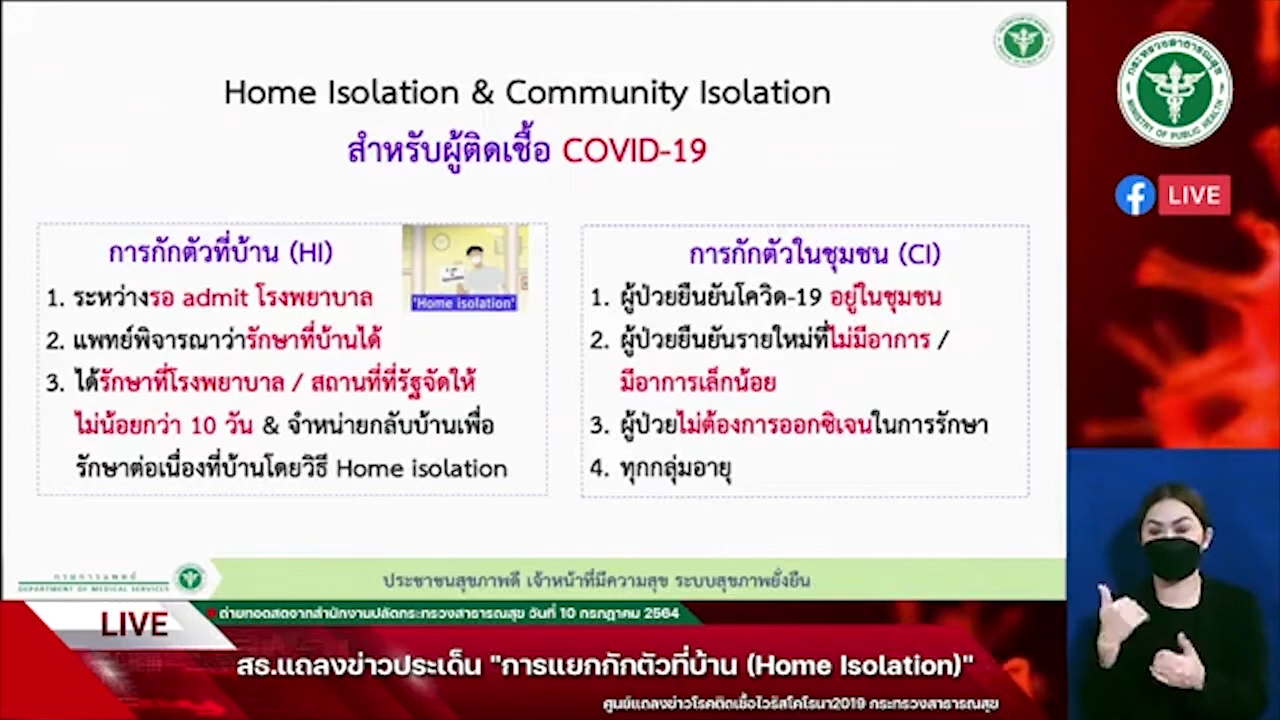 Home Isolation & Community Isolation
สำหรับผู้ติดเชื้อ COVID-19
การกักตัวที่บ้าน (HI)
'Home isolation'
1. ระหว่างรอ admit โรงพยาบาล
2. แพทย์พิจารณาว่ารักษาที่บ้านได้
3. ได้รักษาที่โรงพยาบาล / สถานที่ที่รัฐจัดให้
ไม่น้อยกว่า 10 วัน & จำหน่ายกลับบ้านเพื่อ
รักษาต่อเนื่องที่บ้านโดยวิธี Home isolation
การกักตัวในชุมชน (CI)
1. ผู้ป่วยยืนยันโควิด-19 อยู่ในชุมชน
2. ผู้ป่วยยืนยันรายใหม่ที่ไม่มีอาการ /
มีอาการเล็กน้อย
3. ผู้ป่วยไม่ต้องการออกซิเจนในการรักษา
4. ทุกกลุ่มอายุ
กระทรวงสาธารณสุข
MINISTRY OF PUBLIC HEALTH
LIVE
กรมการแพทย์
DEPARTMENT OF MEDICAL SERVICES
ประชาชนสุขภาพดี เจ้าหน้าที่มีความสุข ระบบสุขภาพยั่งยืน
LIVE
ถ่ายทอดสดจากสำนักงานปลัดกระทรวงสาธารณสุข วันที่ 10 กรกฎาคม 2564
สธ.แถลงข่าวประเด็น "การแยกกักตัวที่บ้าน (Home Isolation)"
ศูนย์แถลงข่าวโรคติดเชื้อไวรัสโคโรนา2019 กระทรวงสาธารณสุข